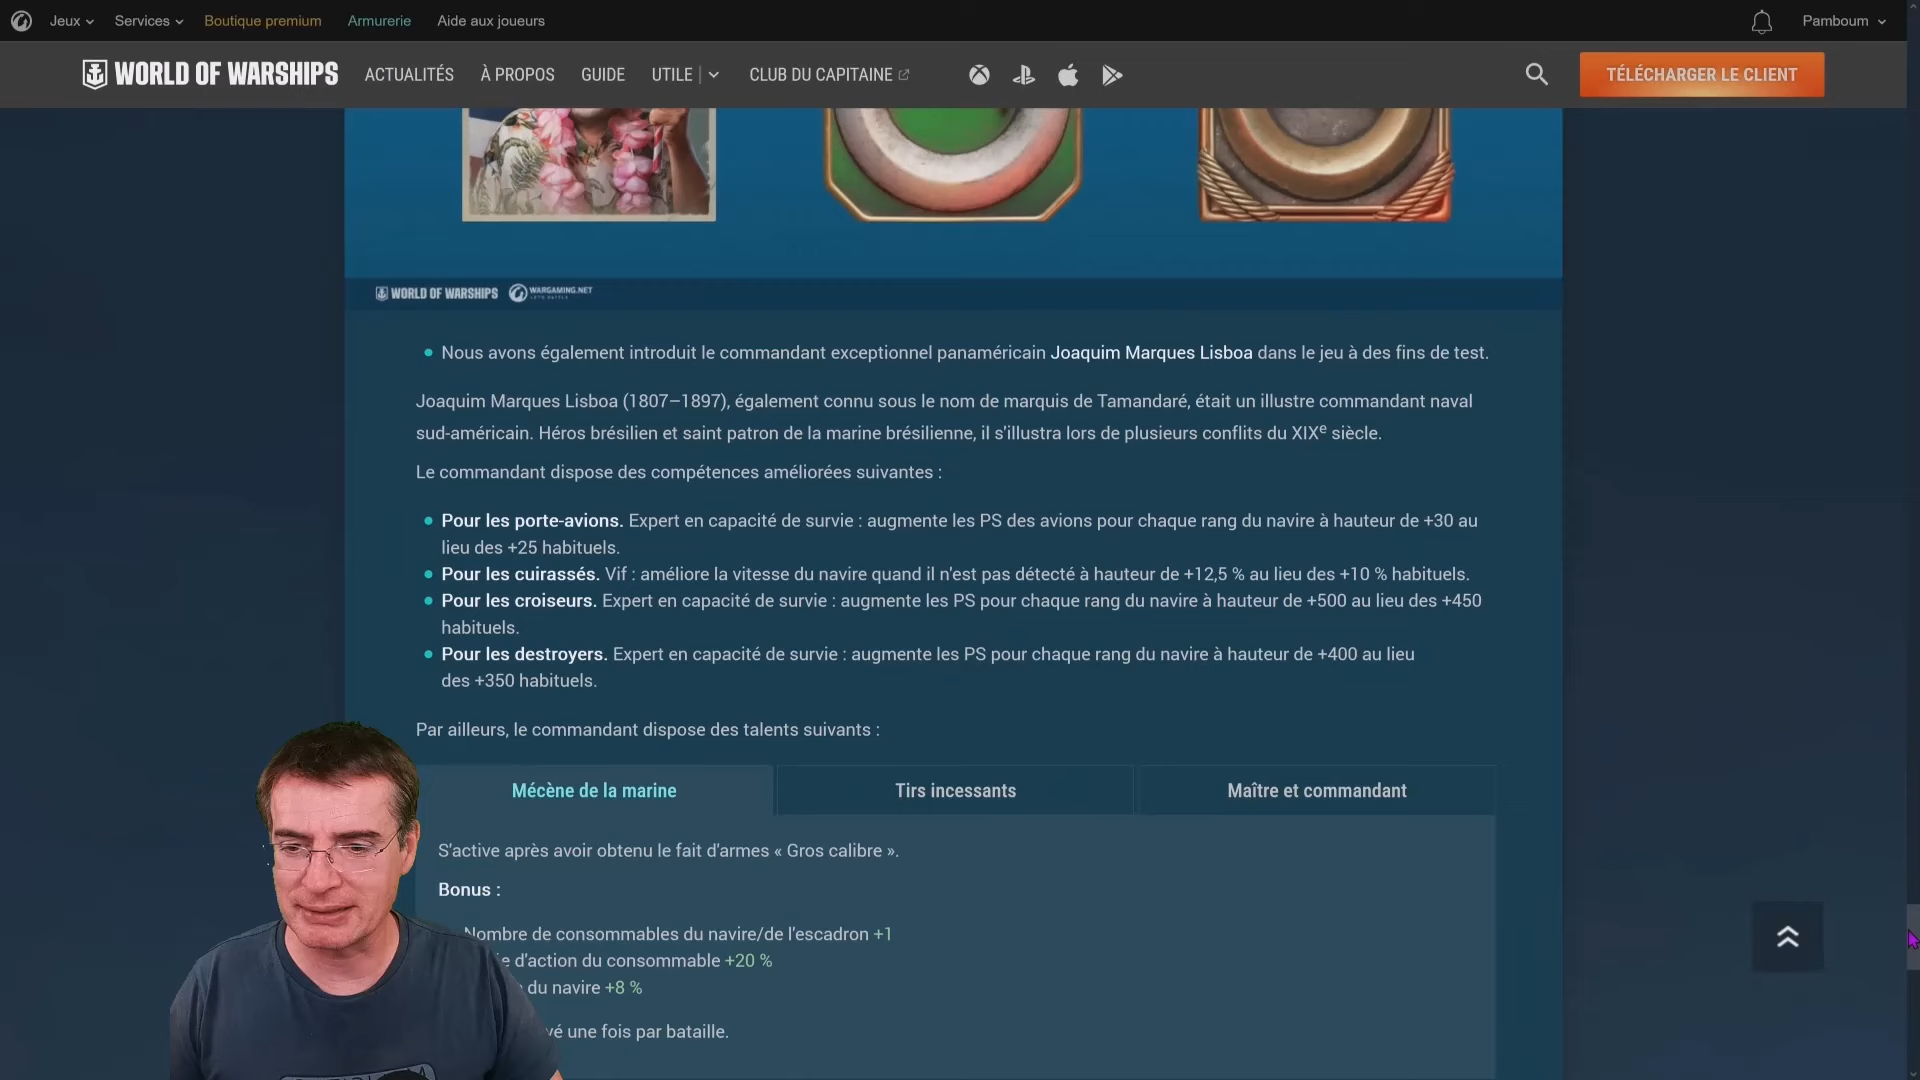 Jeux
Services
Boutique premium
Armurerie
Aide aux joueurs
Pamboum
WORLD OF WARSHIPS
ACTUALITÉS
À PROPOS
GUIDE
UTILE
CLUB DU CAPITAINE
TÉLÉCHARGER LE CLIENT
WORLD OF WARSHIPS
WARGAMING.NET
Nous avons également introduit le commandant exceptionnel panaméricain Joaquim Marques Lisboa dans le jeu à des fins de test.
Joaquim Marques Lisboa (1807–1897), également connu sous le nom de marquis de Tamandaré, était un illustre commandant naval
sud-américain. Héros brésilien et saint patron de la marine brésilienne, il s'illustra lors de plusieurs conflits du XIXe siècle.
Le commandant dispose des compétences améliorées suivantes :
Pour les porte-avions. Expert en capacité de survie : augmente les PS des avions pour chaque rang du navire à hauteur de +30 au
lieu des +25 habituels.
Pour les cuirassés. Vif : améliore la vitesse du navire quand il n'est pas détecté à hauteur de +12,5 % au lieu des +10 % habituels.
Pour les croiseurs. Expert en capacité de survie : augmente les PS pour chaque rang du navire à hauteur de +500 au lieu des +450
habituels.
Pour les destroyers. Expert en capacité de survie : augmente les PS pour chaque rang du navire à hauteur de +400 au lieu
des +350 habituels.
Par ailleurs, le commandant dispose des talents suivants :
Mécène de la marine
Tirs incessants
Maître et commandant
S'active après avoir obtenu le fait d'armes « Gros calibre ».
Bonus :
Nombre de consommables du navire/de l'escadron +1
d'action du consommable +20 %
du navire +8 %
une fois par bataille.